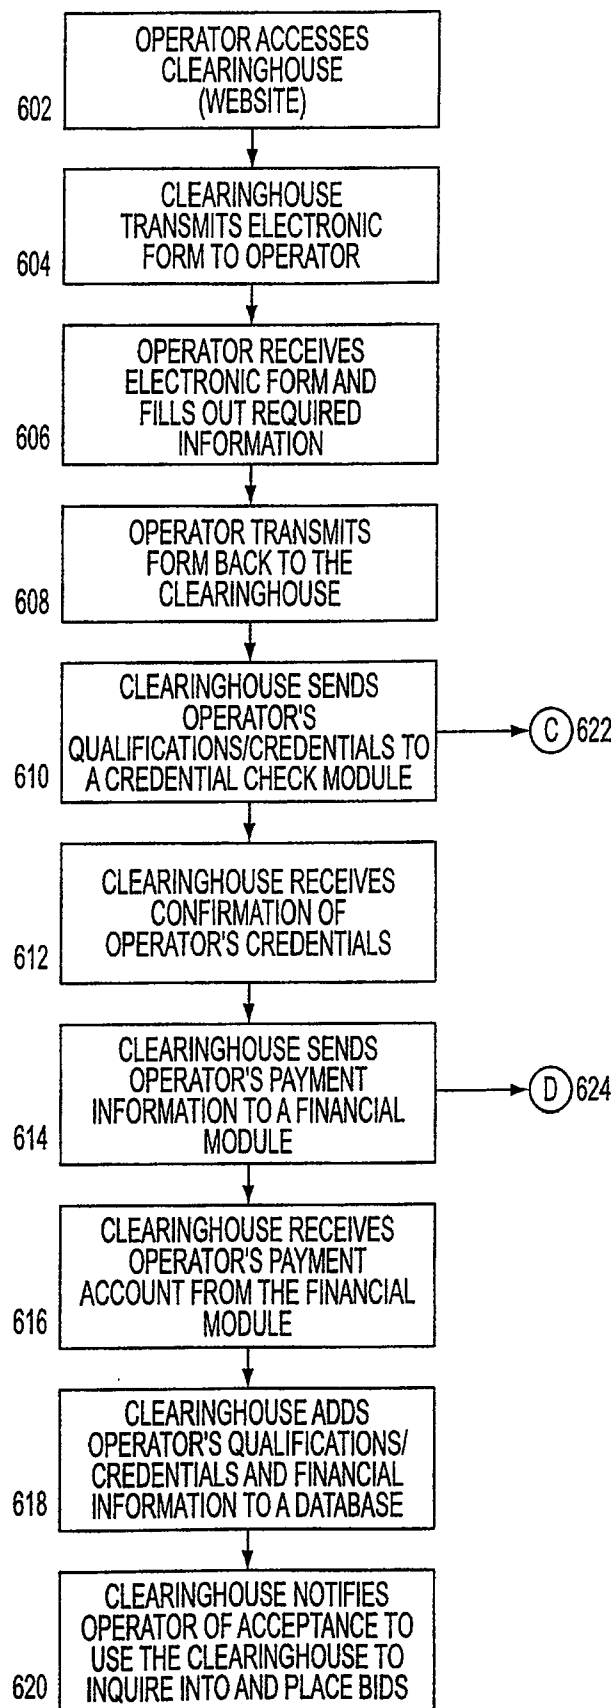 OPERATOR ACCESSES
CLEARINGHOUSE
(WEBSITE)
602
CLEARINGHOUSE
TRANSMITS ELECTRONIC
FORM TO OPERATOR
604
OPERATOR RECEIVES
ELECTRONIC FORM AND
FILLS OUT REQUIRED
INFORMATION
606
OPERATOR TRANSMITS
FORM BACK TO THE
CLEARINGHOUSE
608
CLEARINGHOUSE SENDS
OPERATOR'S
QUALIFICATIONS/CREDENTIALS TO
A CREDENTIAL CHECK MODULE
610
C 622
CLEARINGHOUSE RECEIVES
CONFIRMATION OF
OPERATOR'S CREDENTIALS
612
CLEARINGHOUSE SENDS
OPERATOR'S PAYMENT
INFORMATION TO A FINANCIAL
MODULE
614
D 624
CLEARINGHOUSE RECEIVES
OPERATOR'S PAYMENT
ACCOUNT FROM THE FINANCIAL
MODULE
616
CLEARINGHOUSE ADDS
OPERATOR'S QUALIFICATIONS/
CREDENTIALS AND FINANCIAL
INFORMATION TO A DATABASE
618
CLEARINGHOUSE NOTIFIES
OPERATOR OF ACCEPTANCE TO
USE THE CLEARINGHOUSE TO
INQUIRE INTO AND PLACE BIDS
620